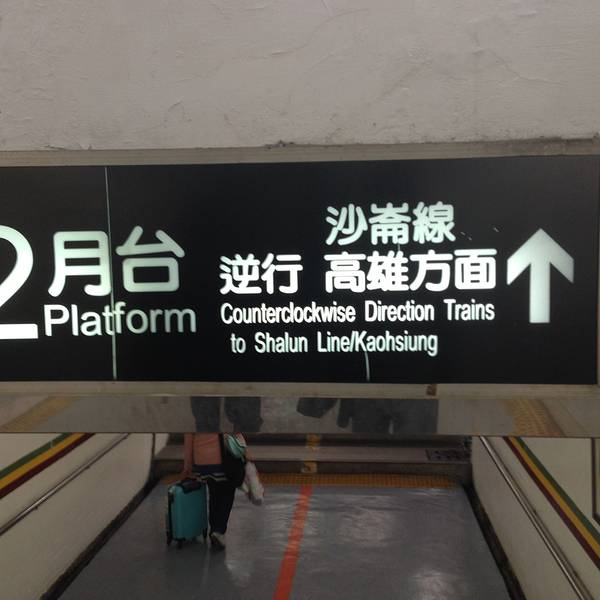 2月台
Platform
沙崙線
逆行 高雄方面
Counterclockwise Direction Trains
to Shalun Line/Kaohsiung